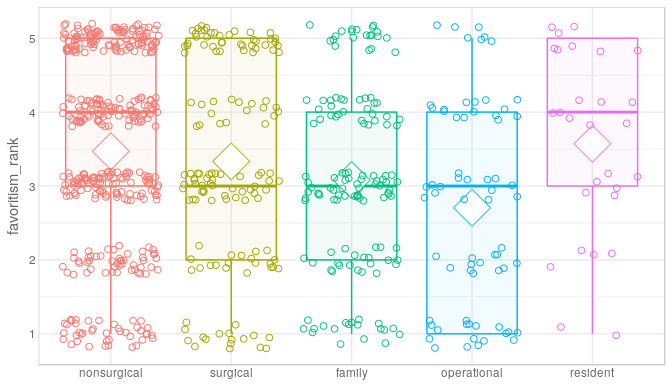 favoritism_rank
5
4
3
2
1
nonsurgical
surgical
family
operational
resident